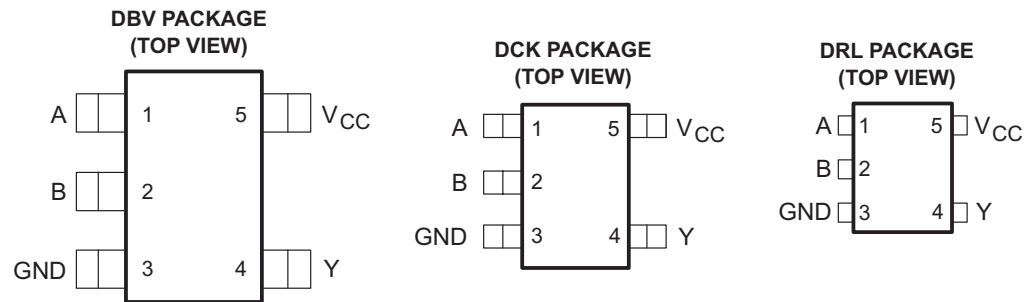 DBV PACKAGE
(TOP VIEW)
A 1 5 VCC
B 2
GND 3 4 Y
DCK PACKAGE
(TOP VIEW)
A 1 5 VCC
B 2
GND 3 4 Y
DRL PACKAGE
(TOP VIEW)
A 1 5 VCC
B 2
GND 3 4 Y